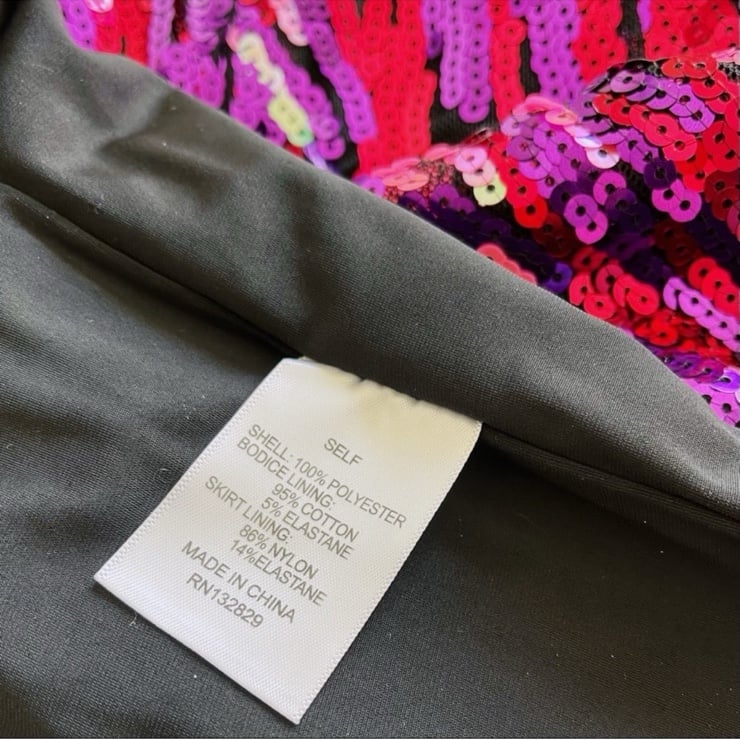 SELF
SHELL: 100% POLYESTER
BODICE LINING:
95% COTTON
5% ELASTANE
SKIRT LINING:
86% NYLON
14%ELASTANE
MADE IN CHINA
RN132829